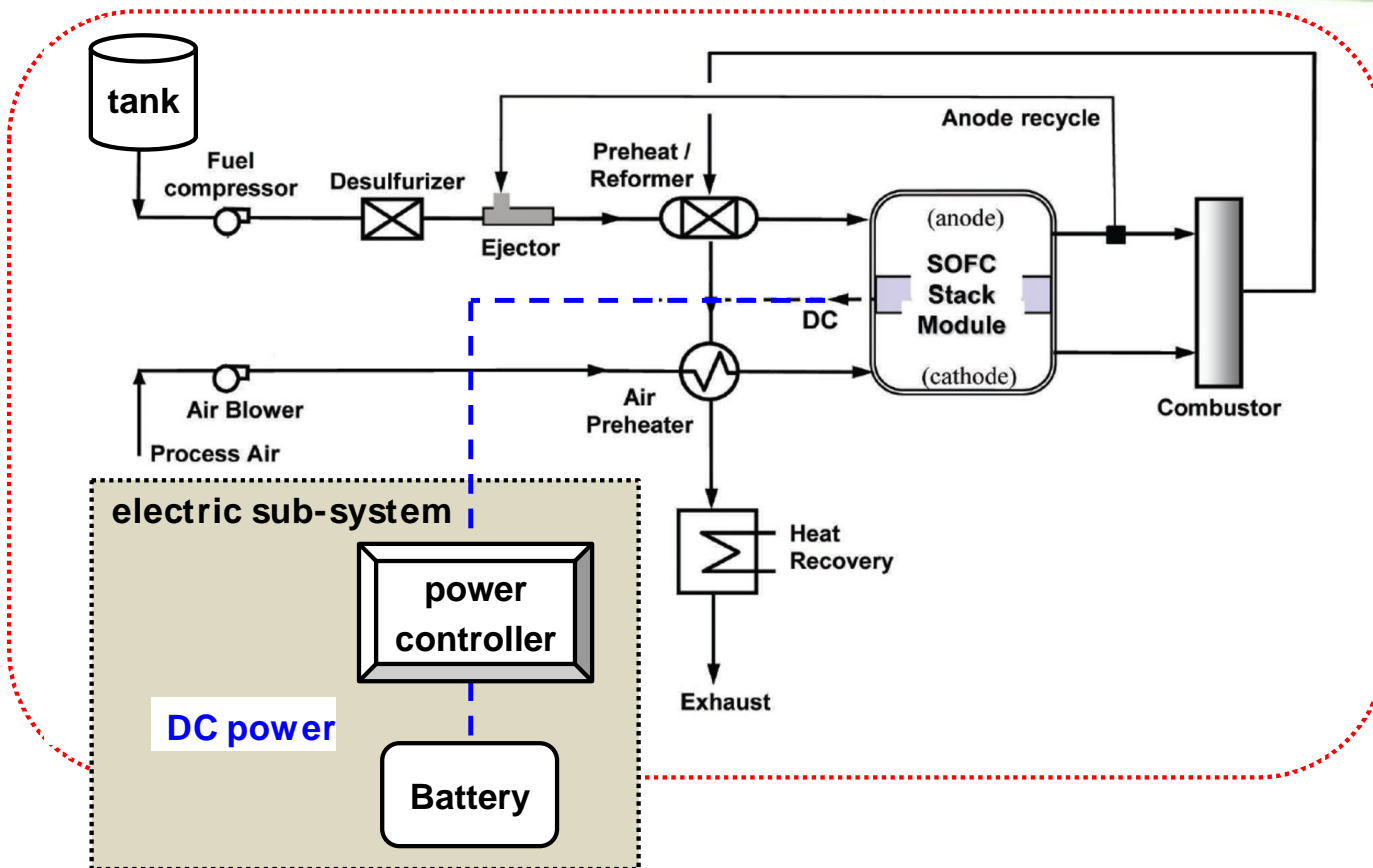 tank
Fuel
compressor
Desulfurizer
Ejector
Preheat /
Reformer
Anode recycle
(anode)
SOFC
Stack
Module
(cathode)
DC
Combustor
Air Blower
Process Air
Air
Preheater
Heat
Recovery
Exhaust
electric sub-system
power
controller
DC power
Battery